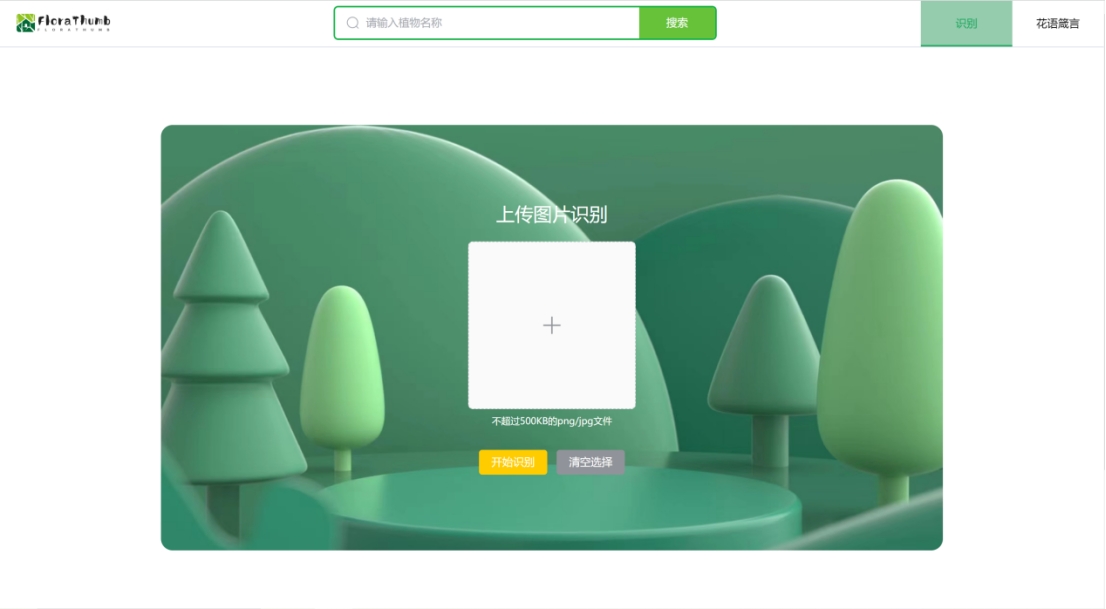 FloraThumb
FLORATHUMB
请输入植物名称
搜索
识别
花语箴言
上传图片识别
不超过500KB的png/jpg文件
开始识别
清空选择